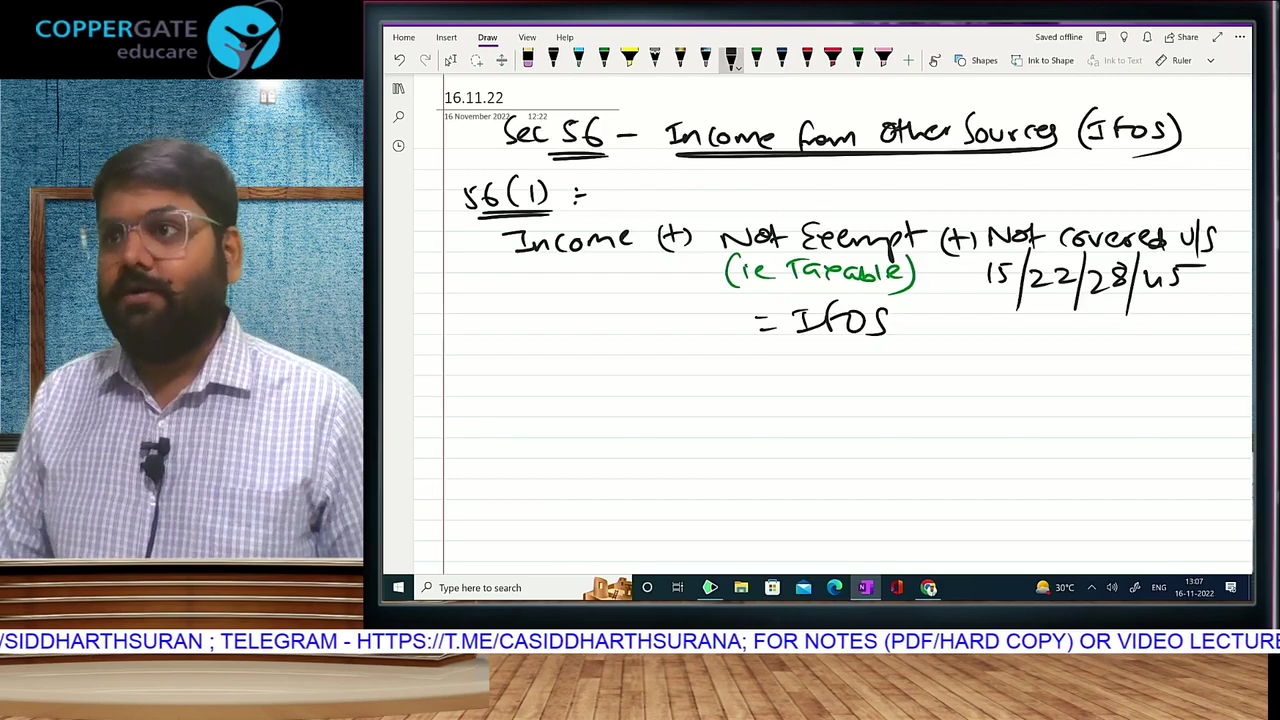 COPPERGATE
educare
Home Insert Draw View Help
Saved offline
Share
Shapes
Ink to Shape
Ink to Text
Ruler
16.11.22
16 November 2022 12:22
Sec 56 - Income from Other Sources (IFOS)
56(1) :-
Income (+) Not Exempt (+) Not covered u/s
(ie Taxable) 15/22/28/45
= IFOS
Type here to search
30°C
ENG
13:07
16-11-2022
/SIDDHARTHSURAN ; TELEGRAM - HTTPS://T.ME/CASIDDHARTHSURANA; FOR NOTES (PDF/HARD COPY) OR VIDEO LECTURE